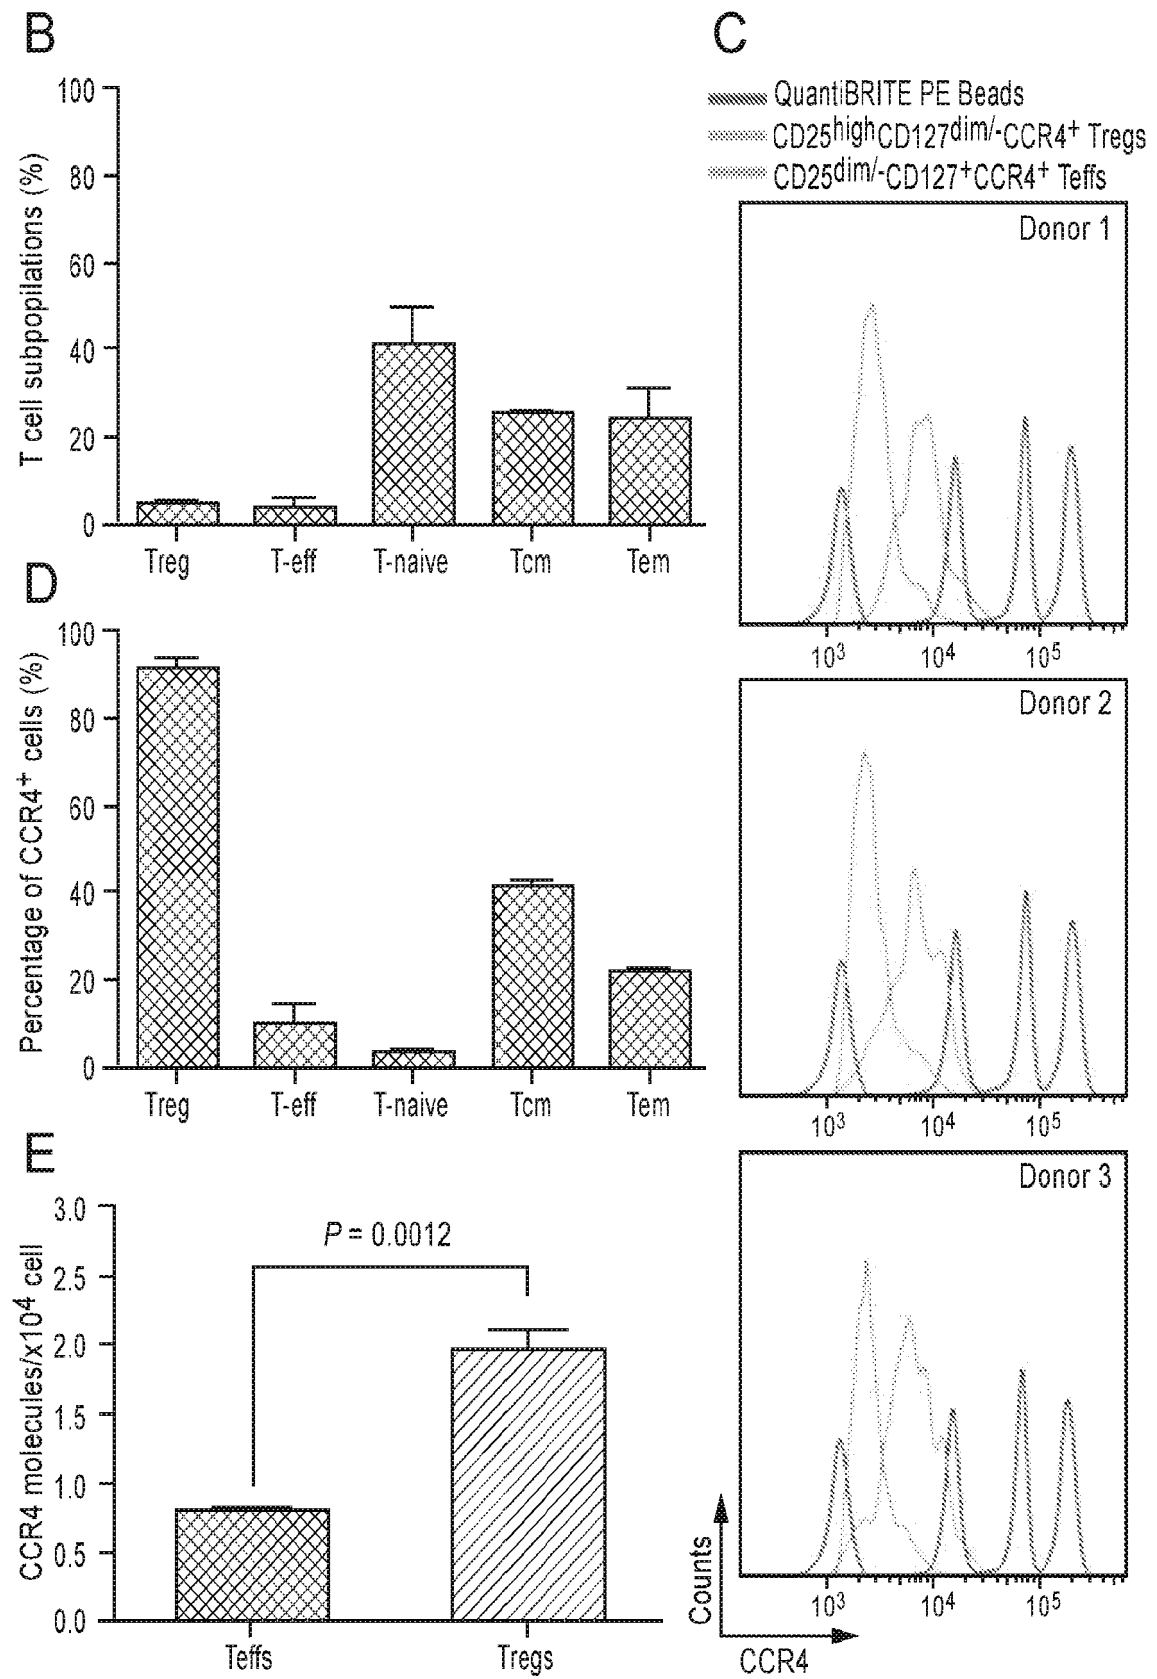 B
T cell subpopilations (%)
100
80
60
40
20
0
Treg T-eff T-naive Tcm Tem
C
QuantiBRITE PE Beads
CD25highCD127dim/-CCR4+ Tregs
CD25dim/-CD127+CCR4+ Teffs
Donor 1
10³ 10⁴ 10⁵
Donor 2
10³ 10⁴ 10⁵
Donor 3
10³ 10⁴ 10⁵
Counts
CCR4
D
Percentage of CCR4+ cells (%)
100
80
60
40
20
0
Treg T-eff T-naive Tcm Tem
E
CCR4 molecules/x10⁴ cell
3.0
2.5
2.0
1.5
1.0
0.5
0.0
P = 0.0012
Teffs Tregs